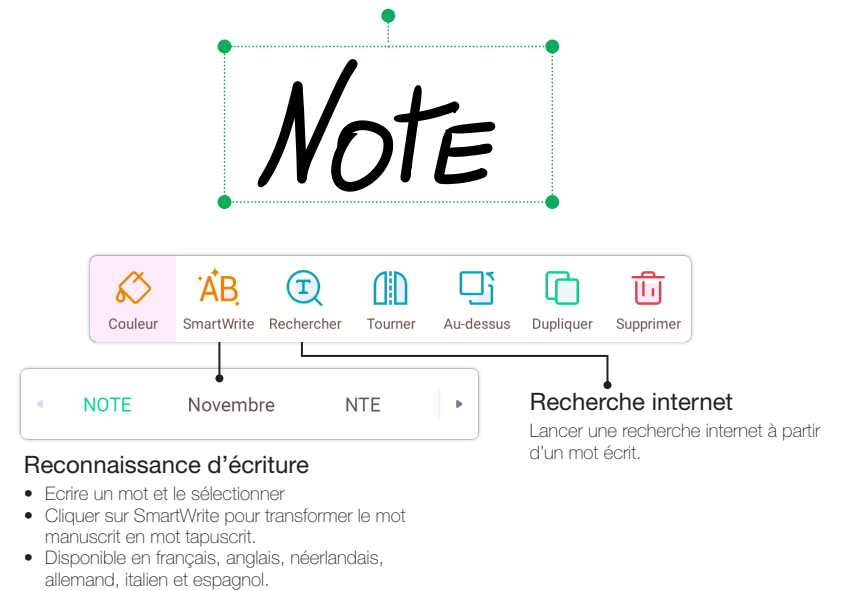 NOTE
Couleur SmartWrite Rechercher Tourner Au-dessus Dupliquer Supprimer
NOTE Novembre NTE
Recherche internet
Lancer une recherche internet à partir
d'un mot écrit.
Reconnaissance d'écriture
• Ecrire un mot et le sélectionner
• Cliquer sur SmartWrite pour transformer le mot
manuscrit en mot tapuscrit.
• Disponible en français, anglais, néerlandais,
allemand, italien et espagnol.